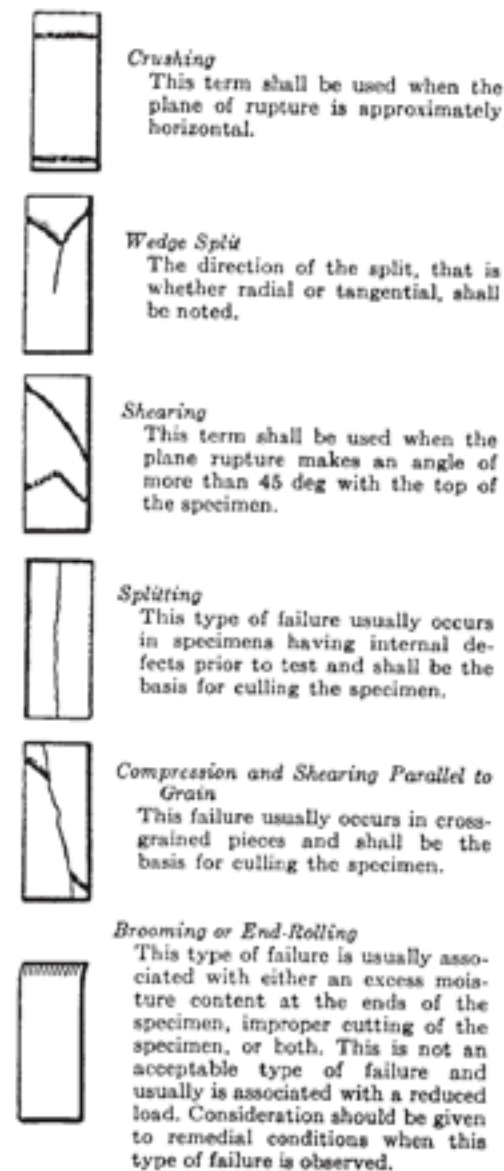 Crushing
This term shall be used when the
plane of rupture is approximately
horizontal.
Wedge Split
The direction of the split, that is
whether radial or tangential, shall
be noted.
Shearing
This term shall be used when the
plane rupture makes an angle of
more than 45 deg with the top of
the specimen.
Splitting
This type of failure usually occurs
in specimens having internal de-
fects prior to test and shall be the
basis for culling the specimen.
Compression and Shearing Parallel to
Grain
This failure usually occurs in cross-
grained pieces and shall be the
basis for culling the specimen.
Brooming or End-Rolling
This type of failure is usually asso-
ciated with either an excess mois-
ture content at the ends of the
specimen, improper cutting of the
specimen, or both. This is not an
acceptable type of failure and
usually is associated with a reduced
load. Consideration should be given
to remedial conditions when this
type of failure is observed.